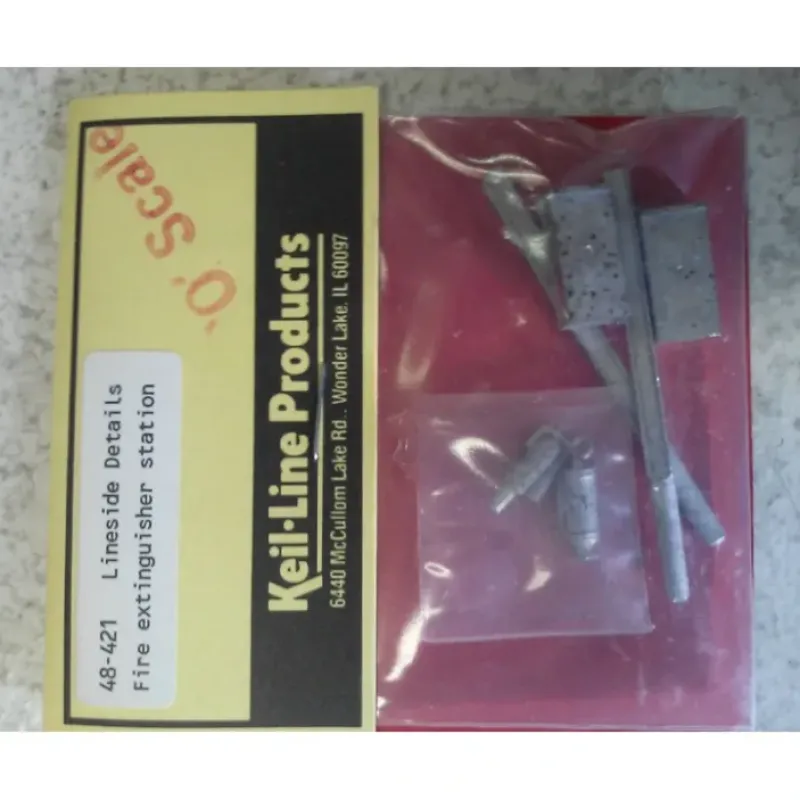 'O' Scale
48-421 Lineside Details
Fire extinguisher station
Keil-Line Products
6440 McCullom Lake Rd., Wonder Lake, IL 60097